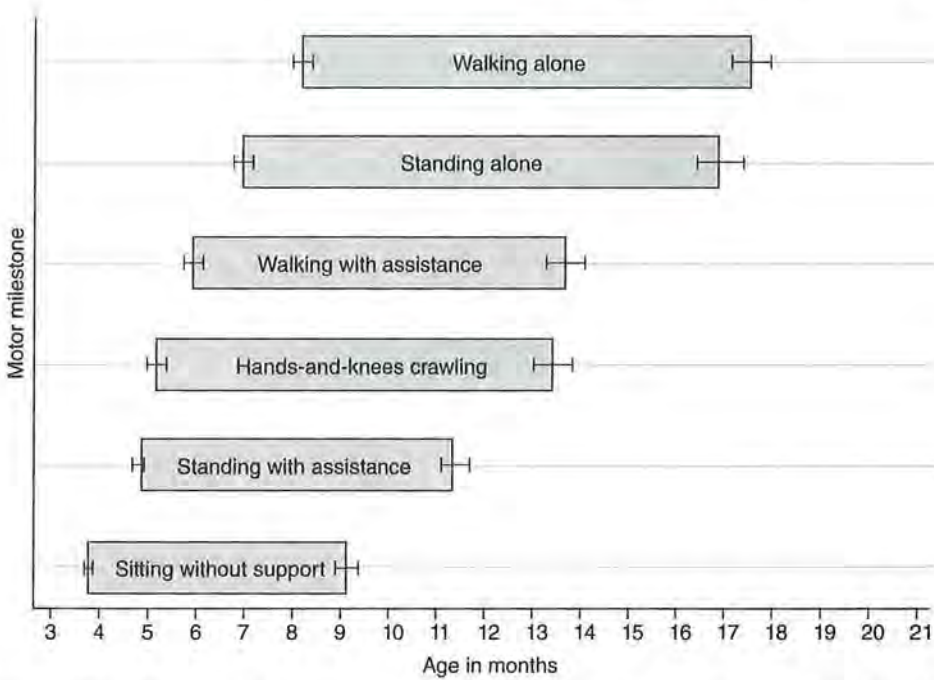 Walking alone
Standing alone
Walking with assistance
Hands-and-knees crawling
Standing with assistance
Sitting without support
Motor milestone
3 4 5 6 7 8 9 10 11 12 13 14 15 16 17 18 19 20 21
Age in months